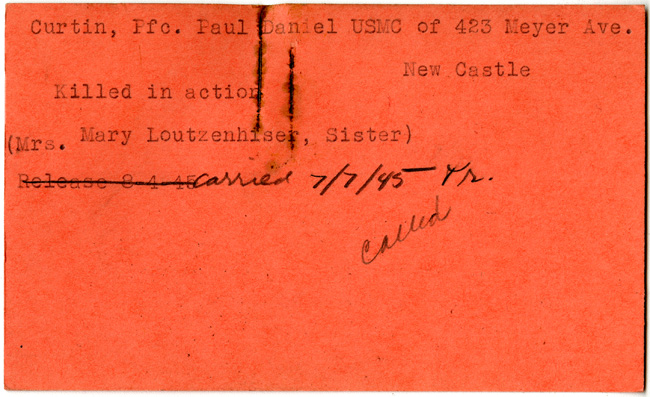 Curtin, Pfc. Paul Daniel USMC of 423 Meyer Ave.
New Castle
Killed in action
(Mrs. Mary Loutzenhiser, Sister)
Release 8-4-45 carried 7/7/45 Yr.
called